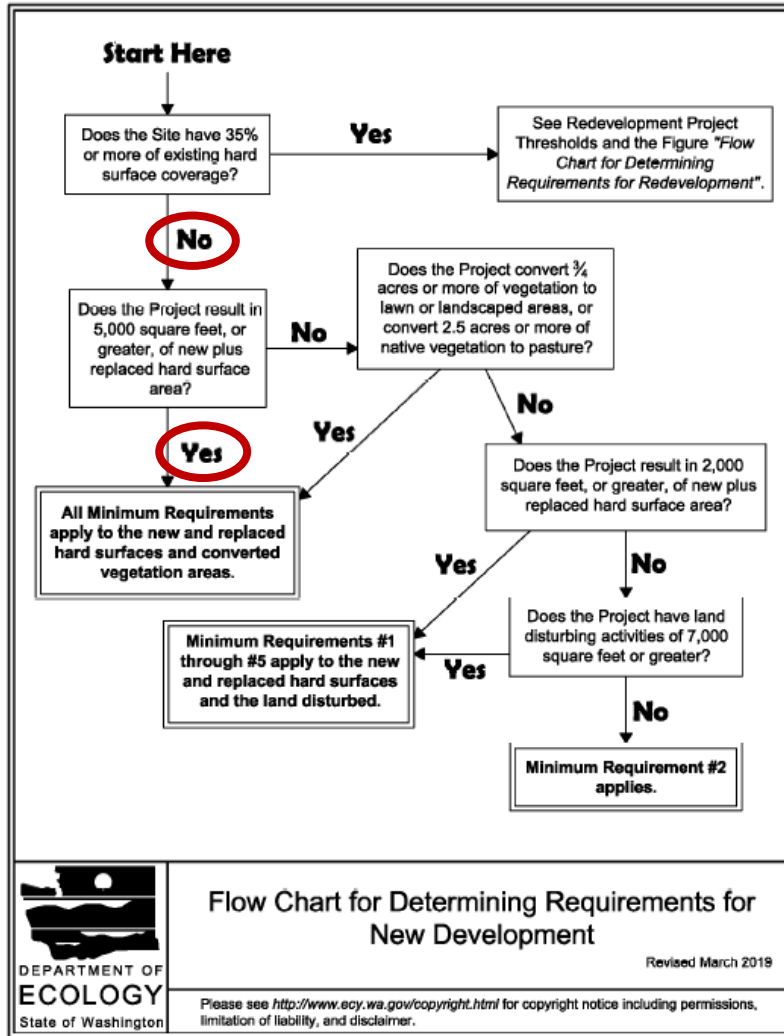 Start Here
Does the Site have 35%
or more of existing hard
surface coverage?
Yes
See Redevelopment Project
Thresholds and the Figure "Flow
Chart for Determining
Requirements for Redevelopment".
No
Does the Project result in
5,000 square feet, or
greater, of new plus
replaced hard surface
area?
No
Does the Project convert ¾
acres or more of vegetation to
lawn or landscaped areas, or
convert 2.5 acres or more of
native vegetation to pasture?
Yes
Yes
No
All Minimum Requirements
apply to the new and replaced
hard surfaces and converted
vegetation areas.
Does the Project result in 2,000
square feet, or greater, of new plus
replaced hard surface area?
Yes
No
Minimum Requirements #1
through #5 apply to the new
and replaced hard surfaces
and the land disturbed.
Yes
Does the Project have land
disturbing activities of 7,000
square feet or greater?
No
Minimum Requirement #2
applies.
DEPARTMENT OF
ECOLOGY
State of Washington
Flow Chart for Determining Requirements for
New Development
Revised March 2019
Please see http://www.ecy.wa.gov/copyright.html for copyright notice including permissions,
limitation of liability, and disclaimer.